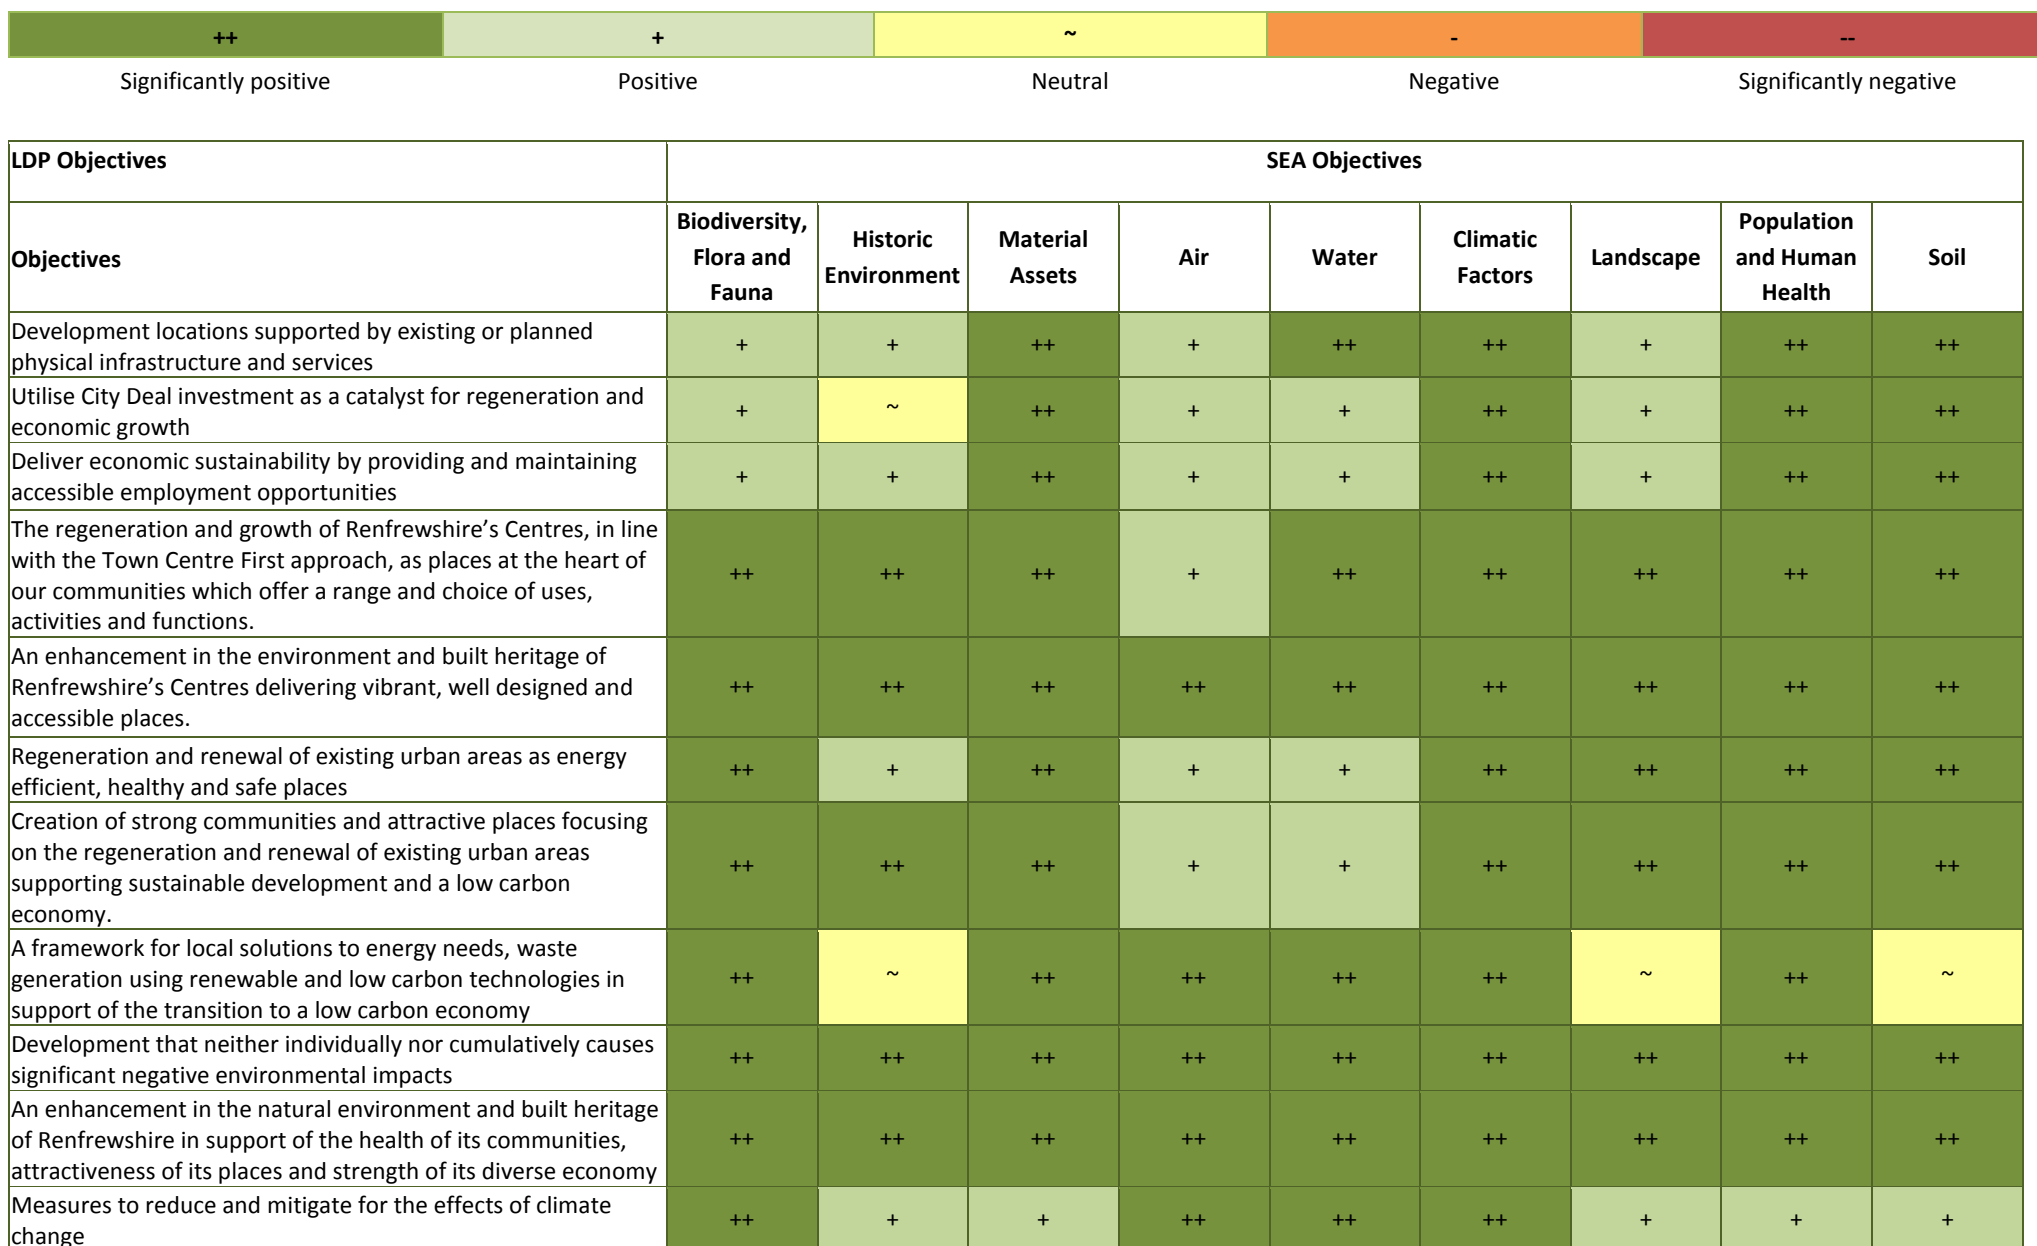 ++ + ~ - --
Significantly positive Positive Neutral Negative Significantly negative
LDP Objectives SEA Objectives
Objectives
Biodiversity,
Flora and
Fauna
Historic
Environment
Material
Assets
Air
Water
Climatic
Factors
Landscape
Population
and Human
Health
Soil
Development locations supported by existing or planned
physical infrastructure and services
+ + ++ + ++ ++ + ++ ++
Utilise City Deal investment as a catalyst for regeneration and
economic growth
+ ~ ++ + + ++ + ++ ++
Deliver economic sustainability by providing and maintaining
accessible employment opportunities
+ + ++ + + ++ + ++ ++
The regeneration and growth of Renfrewshire’s Centres, in line
with the Town Centre First approach, as places at the heart of
our communities which offer a range and choice of uses,
activities and functions.
++ ++ ++ + ++ ++ ++ ++ ++
An enhancement in the environment and built heritage of
Renfrewshire’s Centres delivering vibrant, well designed and
accessible places.
++ ++ ++ ++ ++ ++ ++ ++ ++
Regeneration and renewal of existing urban areas as energy
efficient, healthy and safe places
++ + ++ + + ++ ++ ++ ++
Creation of strong communities and attractive places focusing
on the regeneration and renewal of existing urban areas
supporting sustainable development and a low carbon
economy.
++ ++ ++ + + ++ ++ ++ ++
A framework for local solutions to energy needs, waste
generation using renewable and low carbon technologies in
support of the transition to a low carbon economy
++ ~ ++ ++ ++ ++ ~ ++ ~
Development that neither individually nor cumulatively causes
significant negative environmental impacts
++ ++ ++ ++ ++ ++ ++ ++ ++
An enhancement in the natural environment and built heritage
of Renfrewshire in support of the health of its communities,
attractiveness of its places and strength of its diverse economy
++ ++ ++ ++ ++ ++ ++ ++ ++
Measures to reduce and mitigate for the effects of climate
change
++ + + ++ ++ ++ + + +